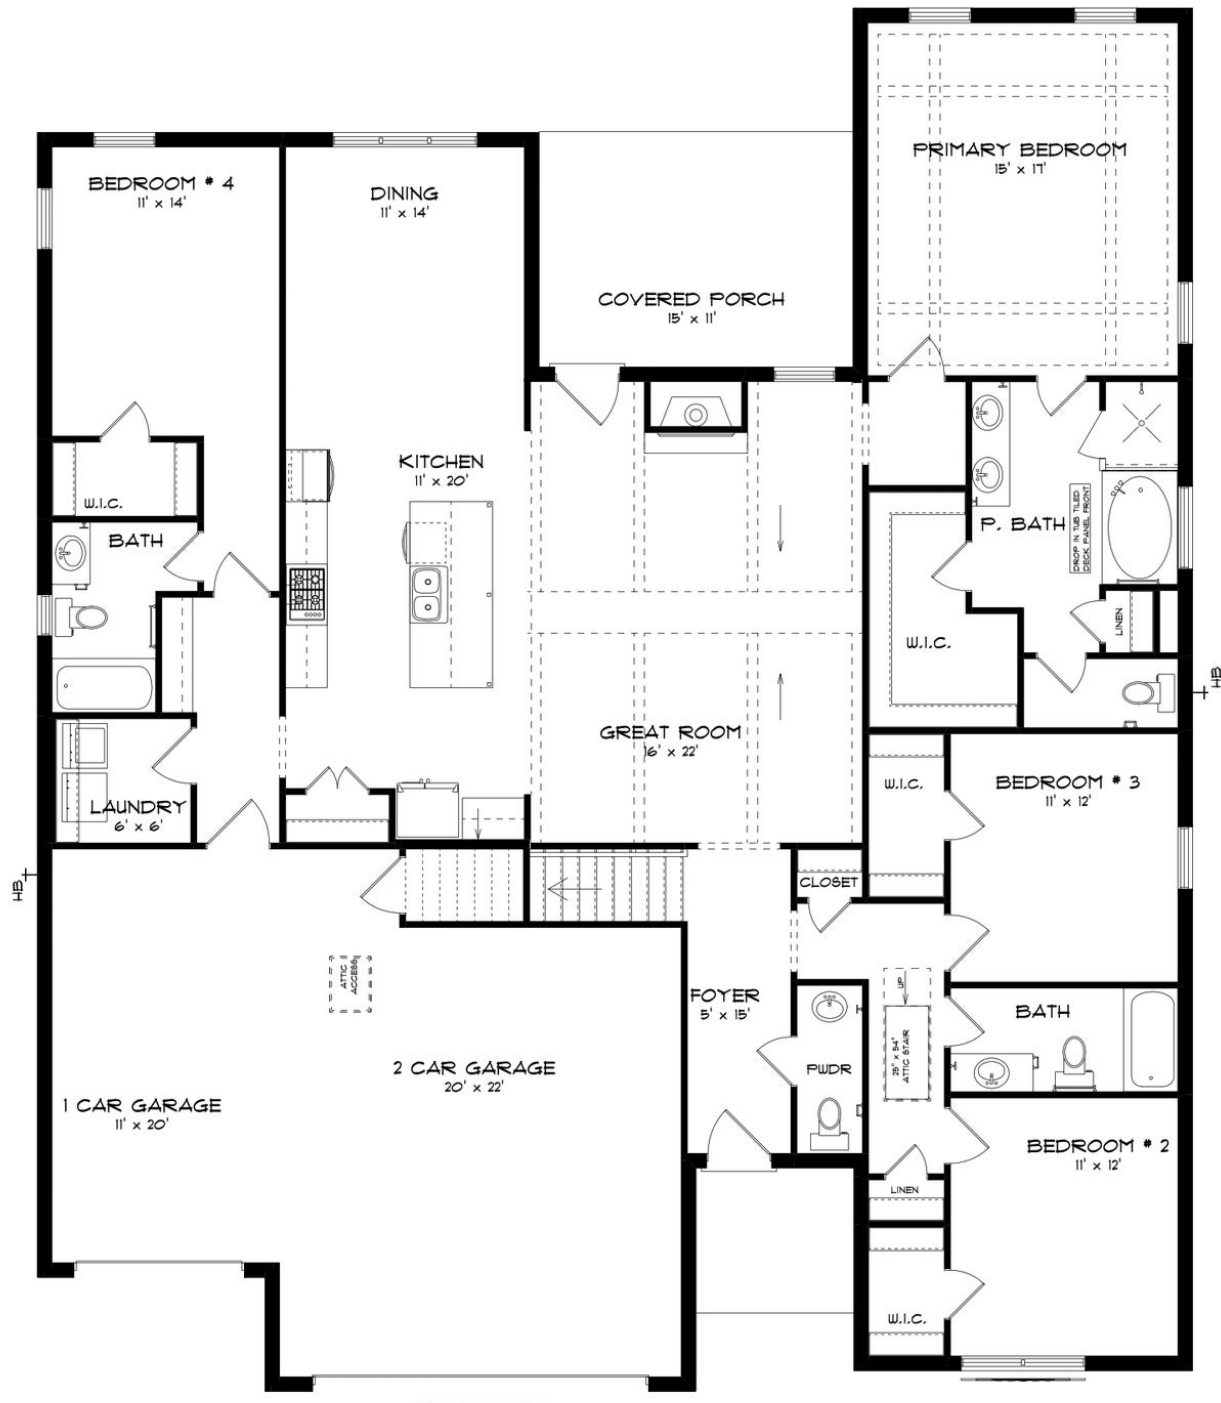 PRIMARY BEDROOM
15' x 17'
BEDROOM # 4
11' x 14'
DINING
11' x 14'
COVERED PORCH
15' x 11'
KITCHEN
11' x 20'
W.I.C.
BATH
P. BATH
DROP IN TUB TILED
DECK, PANEL FRONT
LINEN
W.I.C.
HB
GREAT ROOM
16' x 22'
LAUNDRY
6' x 6'
W.I.C.
BEDROOM # 3
11' x 12'
HB
CLOSET
ATTIC
ACCESS
UP
FOYER
5' x 15'
BATH
25" x 54"
ATTIC STAIR
2 CAR GARAGE
20' x 22'
PWDR
1 CAR GARAGE
11' x 20'
BEDROOM # 2
11' x 12'
LINEN
W.I.C.